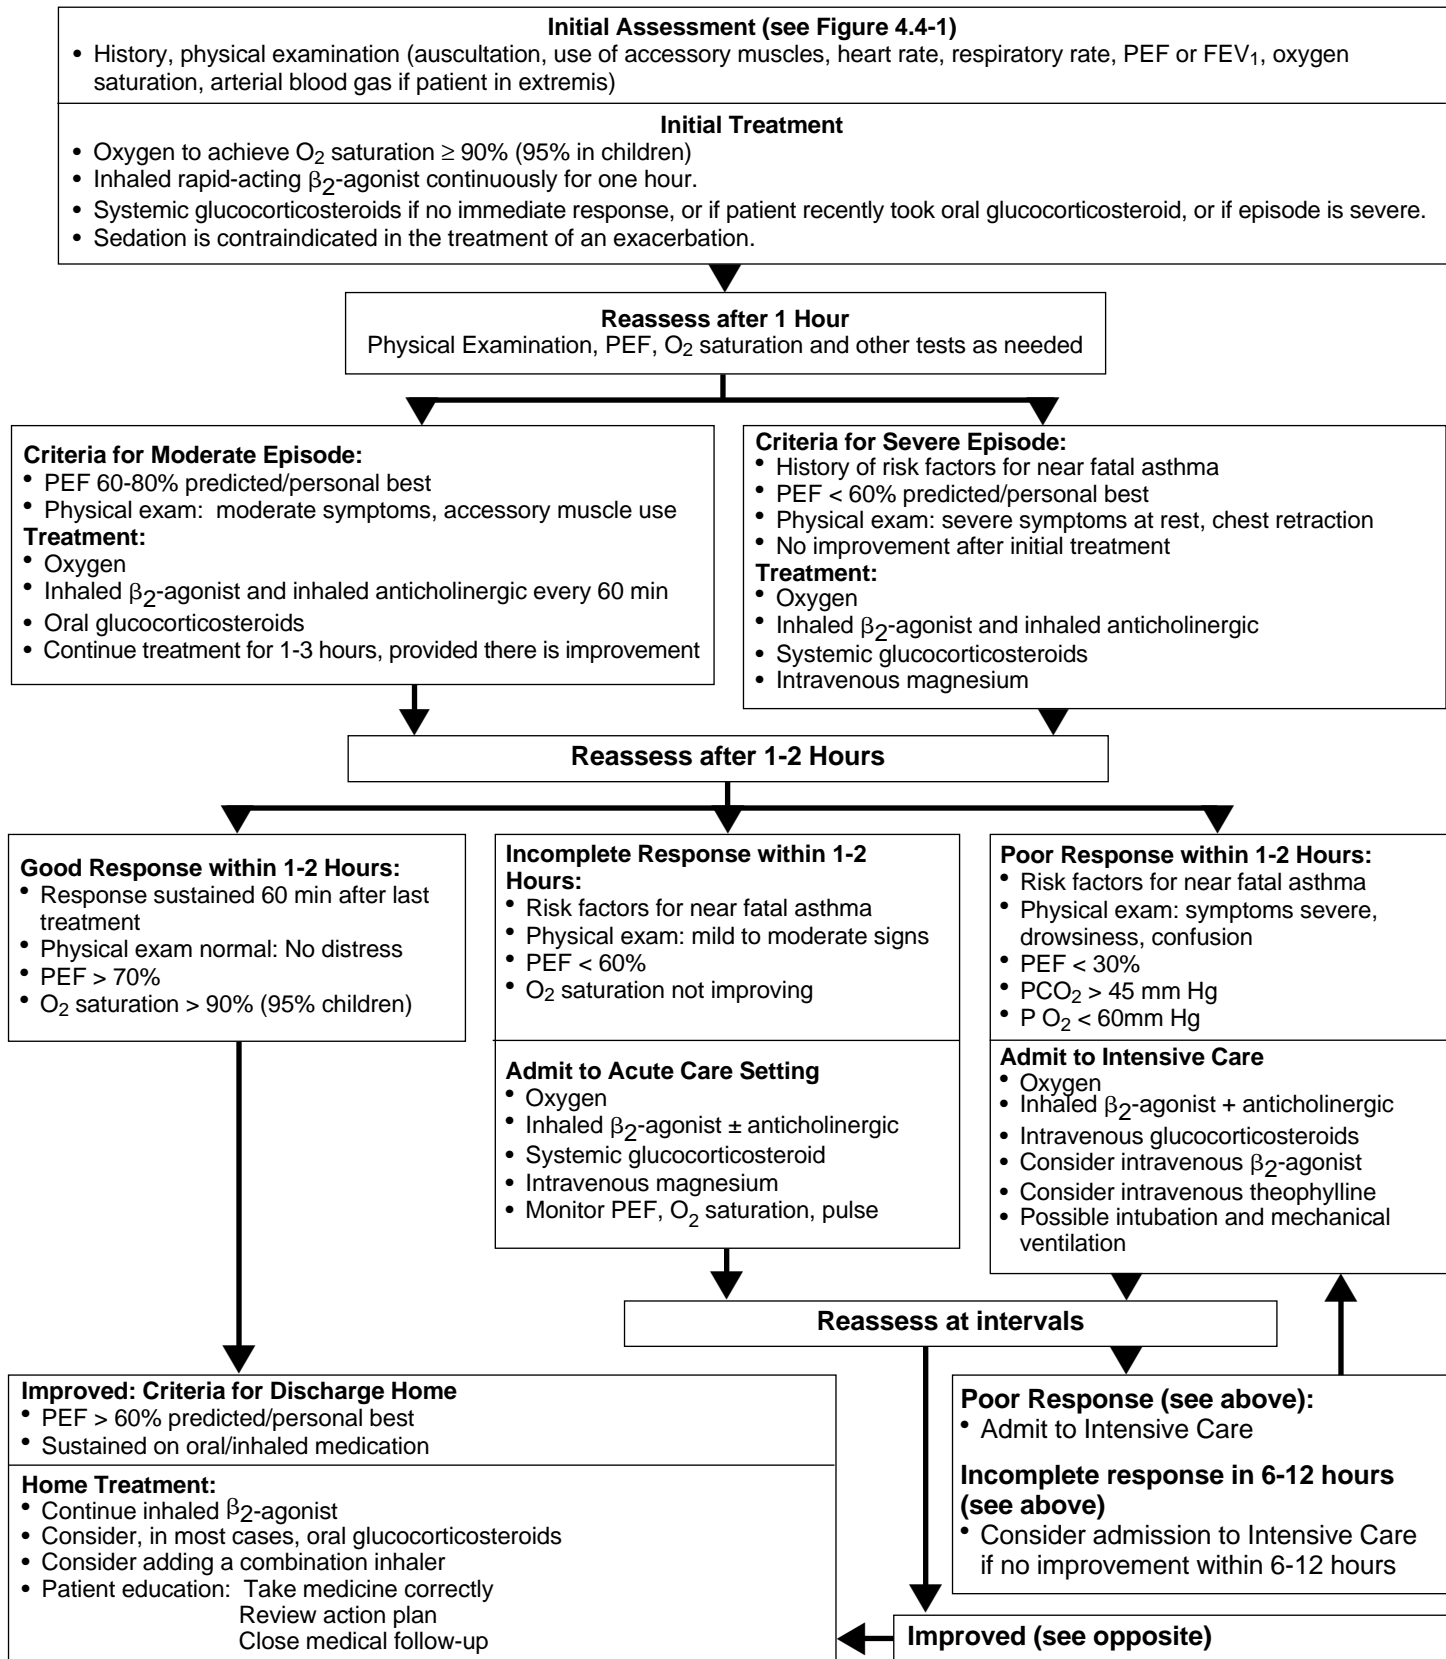 Initial Assessment (see Figure 4.4-1)
• History, physical examination (auscultation, use of accessory muscles, heart rate, respiratory rate, PEF or FEV1, oxygen
saturation, arterial blood gas if patient in extremis)
Initial Treatment
• Oxygen to achieve O2 saturation ≥ 90% (95% in children)
• Inhaled rapid-acting β2-agonist continuously for one hour.
• Systemic glucocorticosteroids if no immediate response, or if patient recently took oral glucocorticosteroid, or if episode is severe.
• Sedation is contraindicated in the treatment of an exacerbation.
Reassess after 1 Hour
Physical Examination, PEF, O2 saturation and other tests as needed
Criteria for Moderate Episode:
• PEF 60-80% predicted/personal best
• Physical exam: moderate symptoms, accessory muscle use
Treatment:
• Oxygen
• Inhaled β2-agonist and inhaled anticholinergic every 60 min
• Oral glucocorticosteroids
• Continue treatment for 1-3 hours, provided there is improvement
Criteria for Severe Episode:
• History of risk factors for near fatal asthma
• PEF < 60% predicted/personal best
• Physical exam: severe symptoms at rest, chest retraction
• No improvement after initial treatment
Treatment:
• Oxygen
• Inhaled β2-agonist and inhaled anticholinergic
• Systemic glucocorticosteroids
• Intravenous magnesium
Reassess after 1-2 Hours
Good Response within 1-2 Hours:
• Response sustained 60 min after last
treatment
• Physical exam normal: No distress
• PEF > 70%
• O2 saturation > 90% (95% children)
Incomplete Response within 1-2
Hours:
• Risk factors for near fatal asthma
• Physical exam: mild to moderate signs
• PEF < 60%
• O2 saturation not improving
Admit to Acute Care Setting
• Oxygen
• Inhaled β2-agonist ± anticholinergic
• Systemic glucocorticosteroid
• Intravenous magnesium
• Monitor PEF, O2 saturation, pulse
Poor Response within 1-2 Hours:
• Risk factors for near fatal asthma
• Physical exam: symptoms severe,
drowsiness, confusion
• PEF < 30%
• PCO2 > 45 mm Hg
• P O2 < 60mm Hg
Admit to Intensive Care
• Oxygen
• Inhaled β2-agonist + anticholinergic
• Intravenous glucocorticosteroids
• Consider intravenous β2-agonist
• Consider intravenous theophylline
• Possible intubation and mechanical
ventilation
Reassess at intervals
Improved: Criteria for Discharge Home
• PEF > 60% predicted/personal best
• Sustained on oral/inhaled medication
Home Treatment:
• Continue inhaled β2-agonist
• Consider, in most cases, oral glucocorticosteroids
• Consider adding a combination inhaler
• Patient education: Take medicine correctly
Review action plan
Close medical follow-up
Poor Response (see above):
• Admit to Intensive Care
Incomplete response in 6-12 hours
(see above)
• Consider admission to Intensive Care
if no improvement within 6-12 hours
Improved (see opposite)